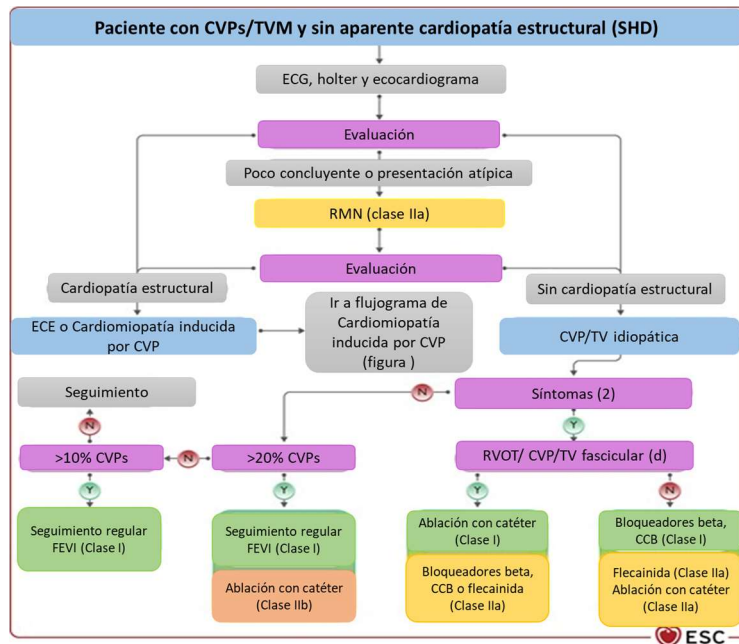 Paciente con CVPs/TVM y sin aparente cardiopatía estructural (SHD)
ECG, holter y ecocardiograma
Evaluación
Poco concluyente o presentación atípica
RMN (clase IIa)
Evaluación
Cardiopatía estructural
Sin cardiopatía estructural
ECE o Cardiomiopatía inducida
por CVP
Ir a flujograma de
Cardiomiopatía
inducida por CVP
(figura )
CVP/TV idiopática
Seguimiento
N
Síntomas (2)
N
Y
>10% CVPs
N
>20% CVPs
RVOT/ CVP/TV fascicular (d)
Y
Y
Y
N
Seguimiento regular
FEVI (Clase I)
Seguimiento regular
FEVI (Clase I)
Ablación con catéter
(Clase IIb)
Ablación con catéter
(Clase I)
Bloqueadores beta,
CCB o flecainida
(Clase IIa)
Bloqueadores beta,
CCB (Clase I)
Flecainida (Clase IIa)
Ablación con catéter
(Clase IIa)
ESC